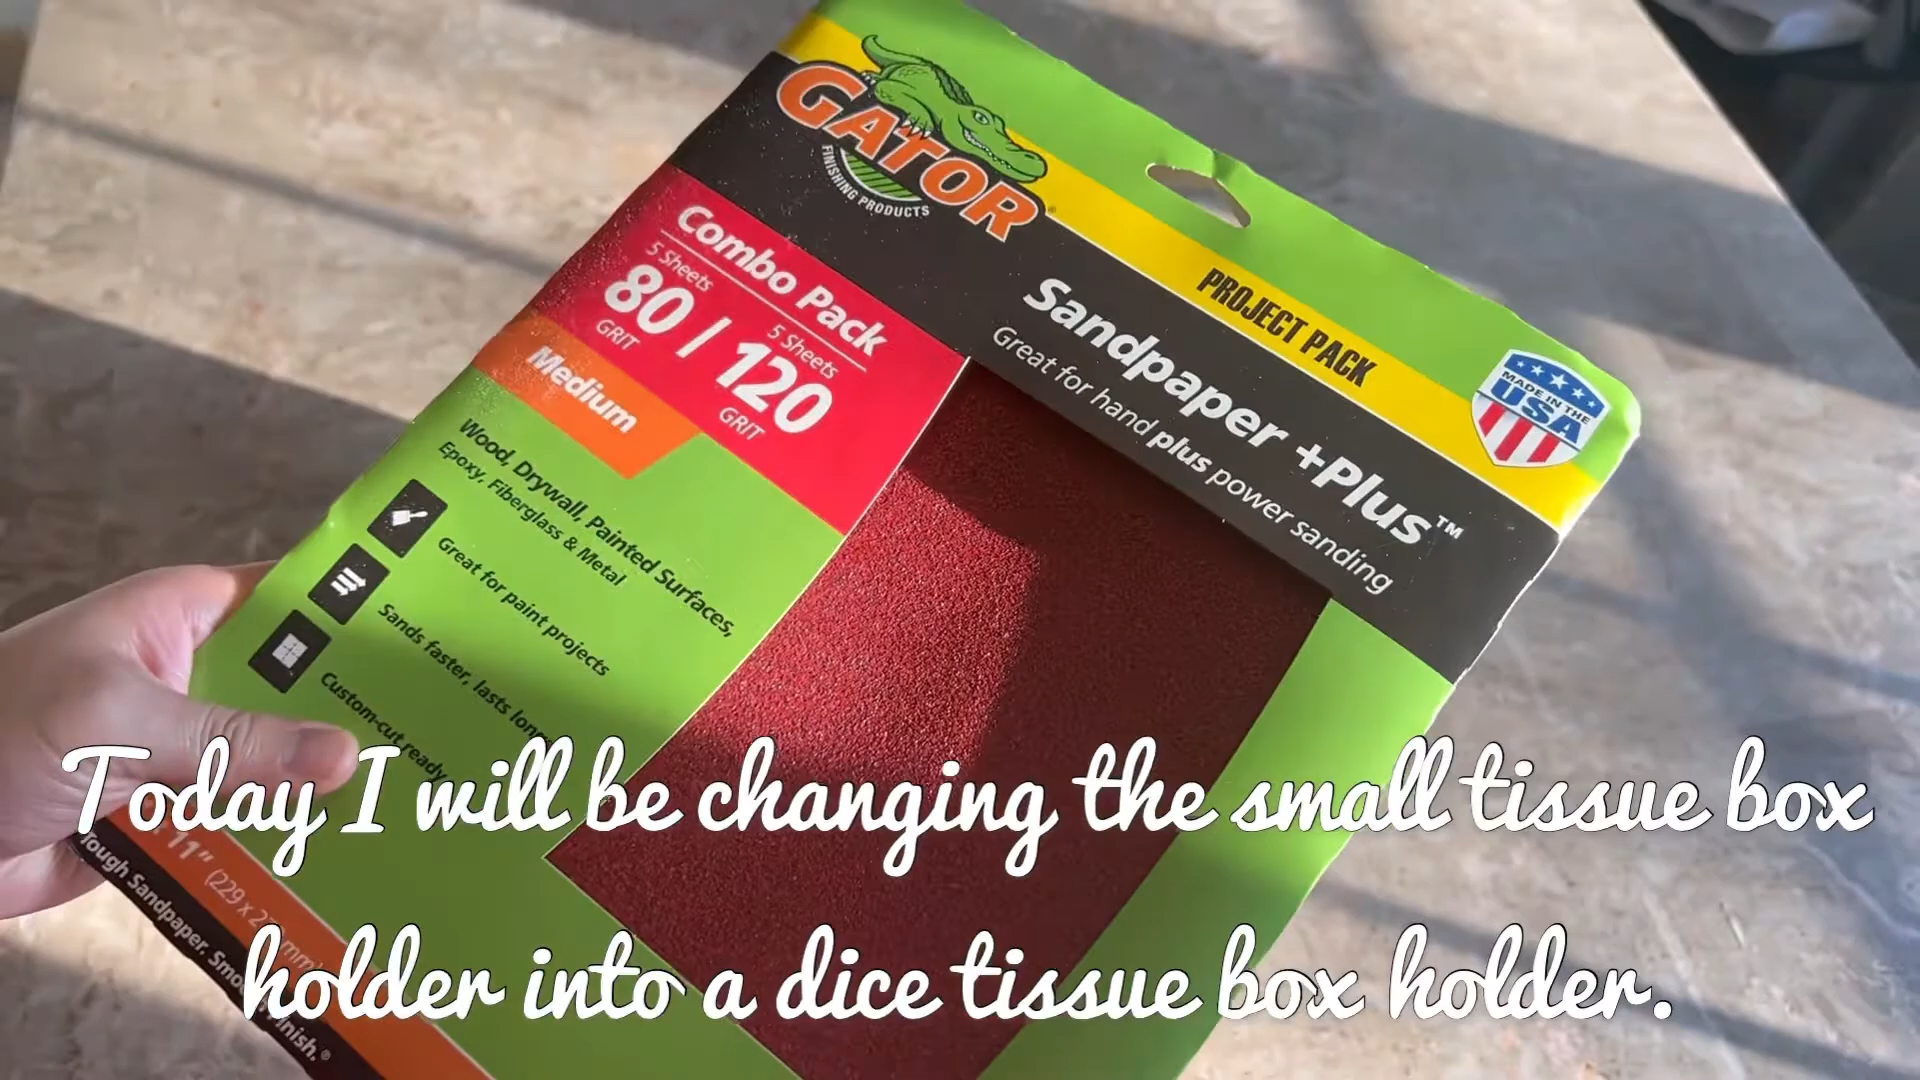 GATOR
FINISHING PRODUCTS
PROJECT PACK
MADE IN THE
USA
Sandpaper +Plus™
Great for hand plus power sanding
Combo Pack
5 Sheets
80
GRIT
/
5 Sheets
120
GRIT
Medium
Wood, Drywall, Painted Surfaces,
Epoxy, Fiberglass & Metal
Great for paint projects
Sands faster, lasts
Custom-cut ready
11" (229 x
Tough Sandpaper.
Today I will be changing the small tissue box
holder into a dice tissue box holder.